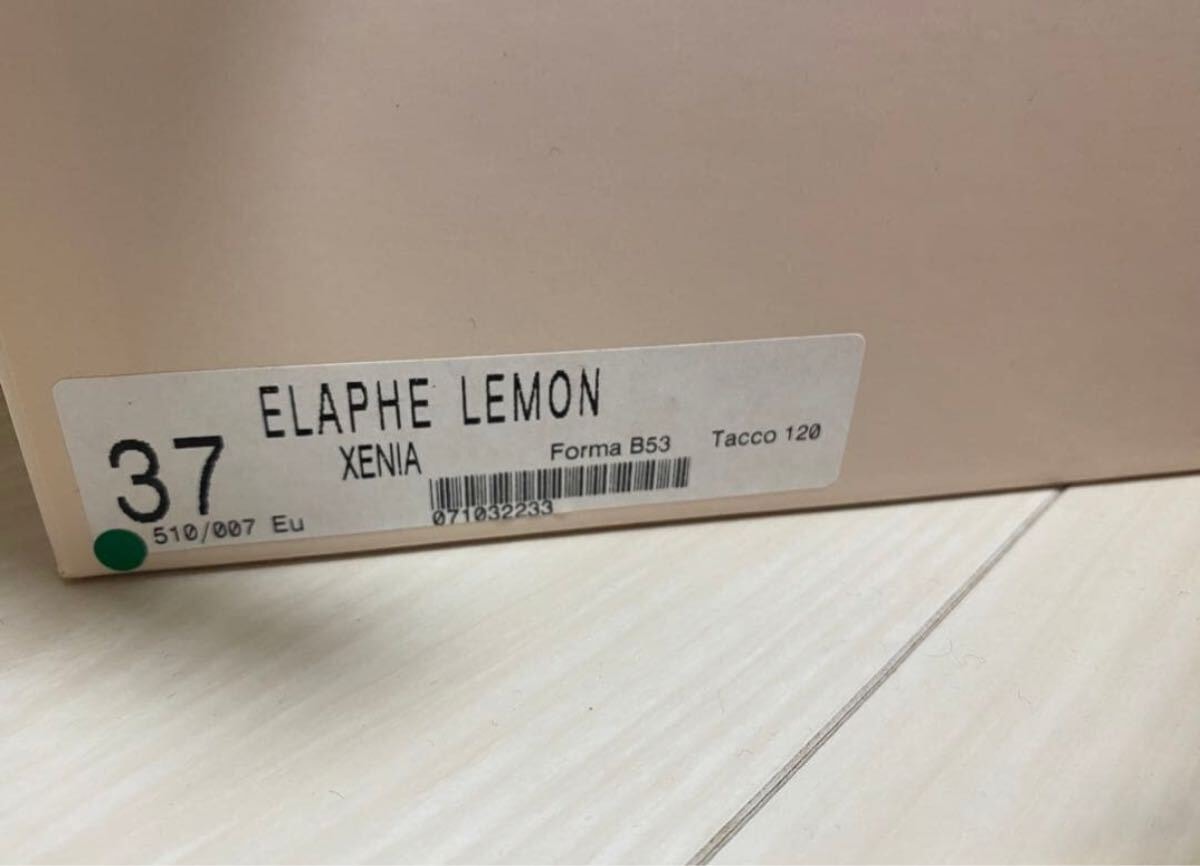 ELAPHE LEMON
37
XENIA
Forma B53
Tacco 120
071032233
510/007 Eu